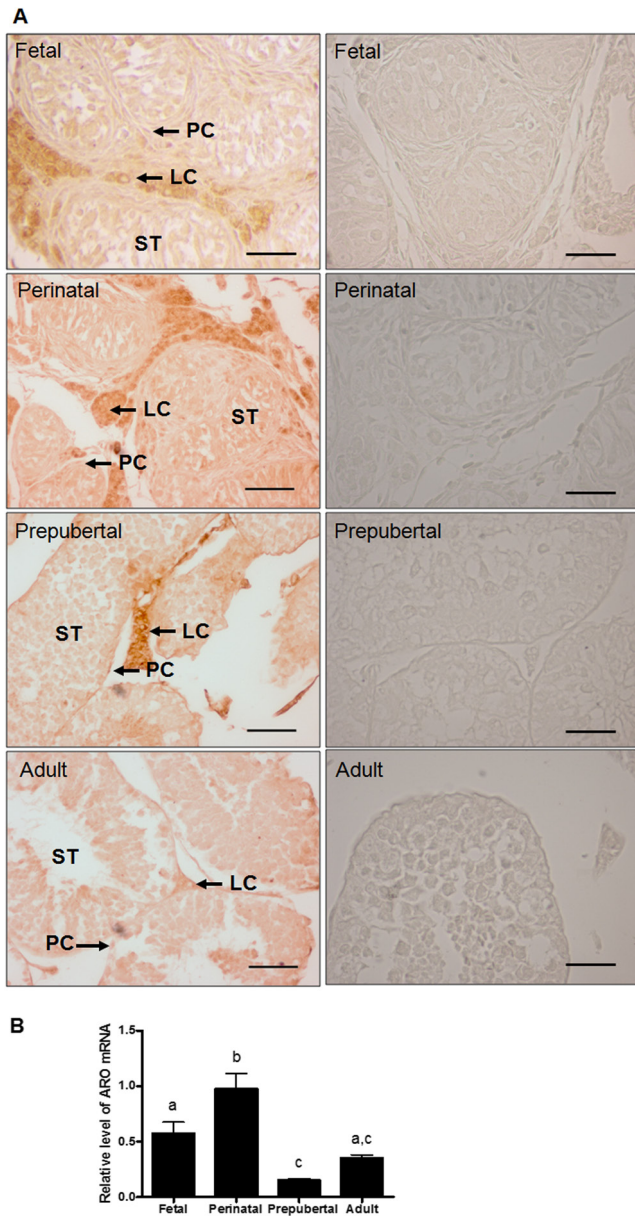 A
Fetal
PC
LC
ST
Fetal
Perinatal
LC
ST
PC
Perinatal
Prepubertal
ST
LC
PC
Prepubertal
Adult
ST
LC
PC
Adult
B
Relative level of ARO mRNA
1.5
1.0
0.5
0.0
a
b
c
a,c
Fetal Perinatal Prepubertal Adult